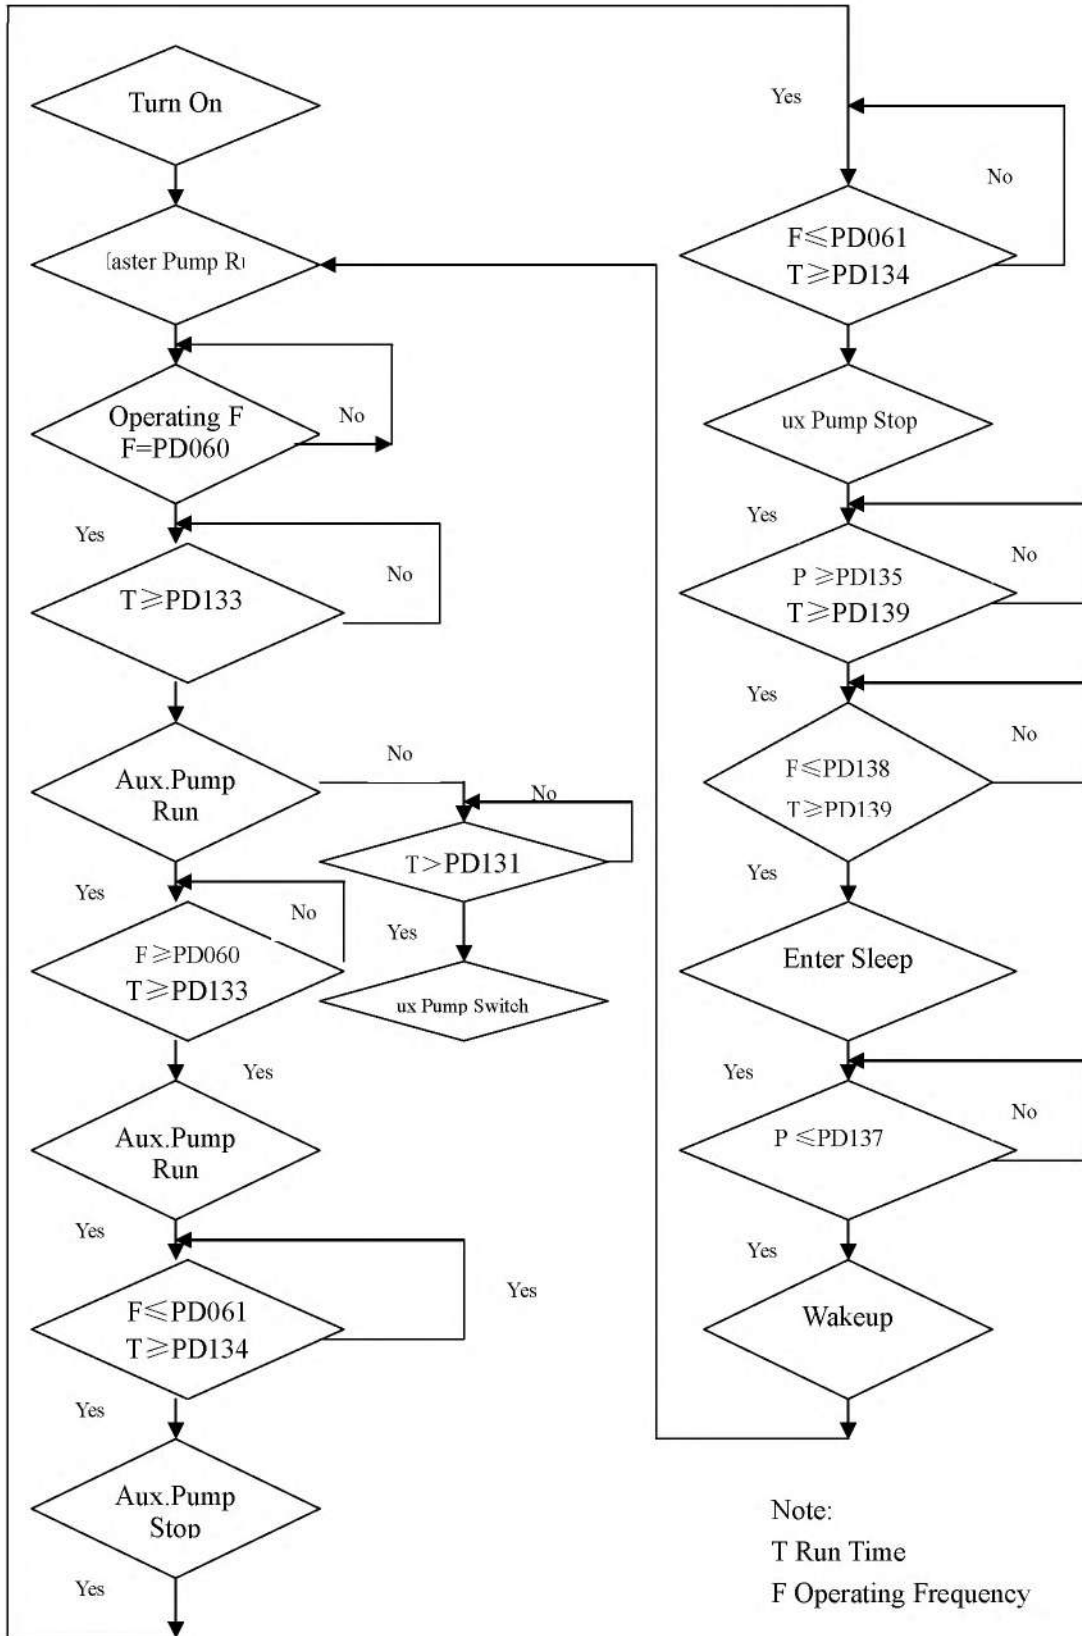 Turn On
aster Pump R
Operating F
F=PD060
No
Yes
T≥PD133
No
Aux.Pump
Run
No
No
T>PD131
Yes
ux Pump Switch
Yes
No
F≥PD060
T≥PD133
Yes
Aux.Pump
Run
Yes
F≤PD061
T≥PD134
Yes
Yes
Aux.Pump
Stop
Yes
Yes
No
F≤PD061
T≥PD134
ux Pump Stop
Yes
No
P ≥PD135
T≥PD139
Yes
No
F≤PD138
T≥PD139
Yes
Enter Sleep
Yes
No
P ≤PD137
Yes
Wakeup
Note:
T Run Time
F Operating Frequency